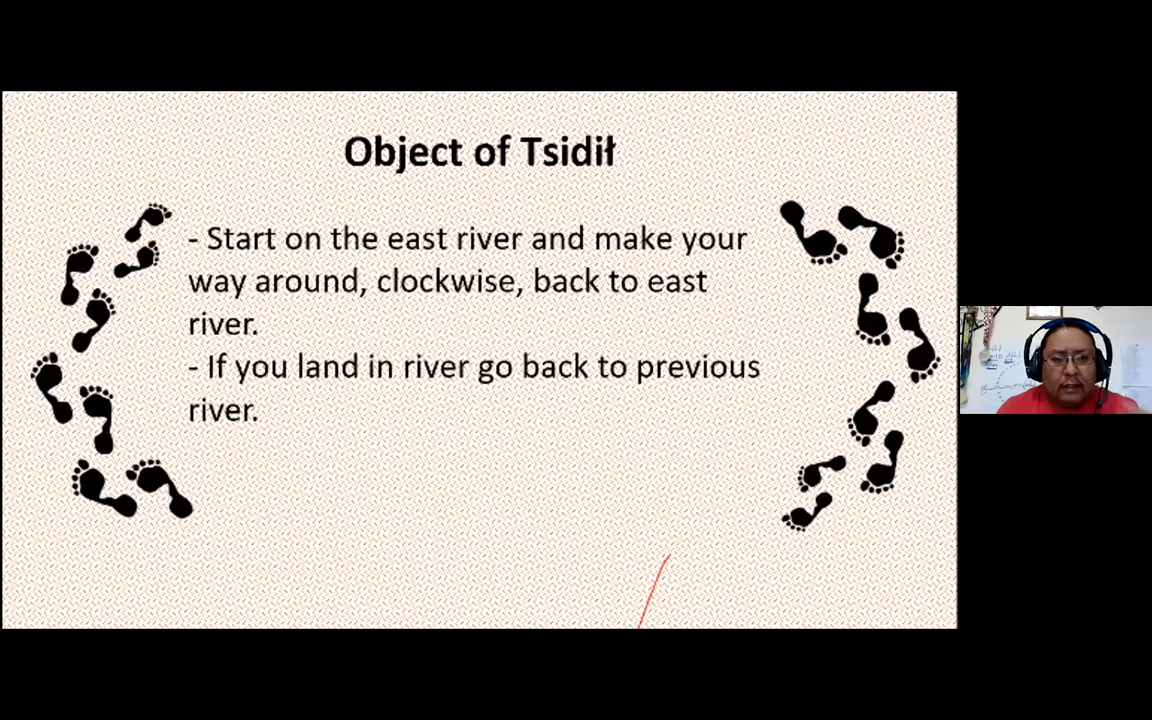 Object of Tsidił
- Start on the east river and make your
way around, clockwise, back to east
river.
- If you land in river go back to previous
river.